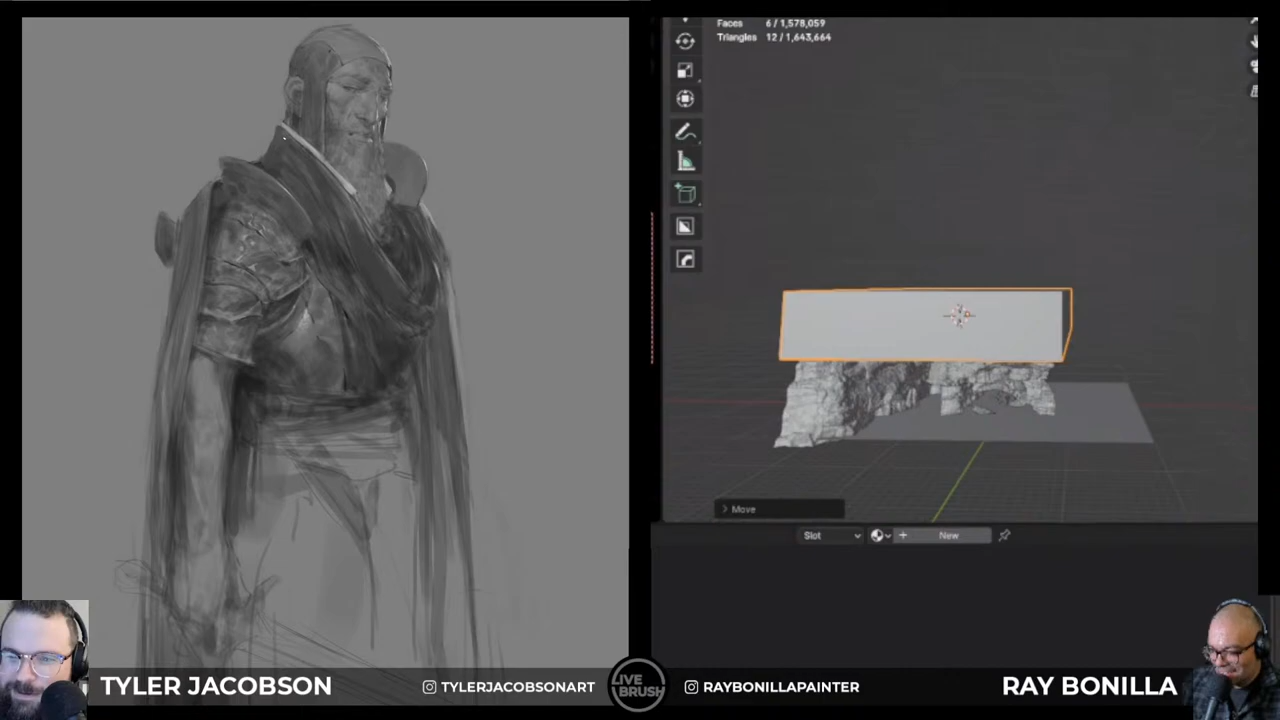 Faces 6 / 1,578,059
Triangles 12 / 1,643,664
Move
Slot
New
TYLER JACOBSON
TYLERJACOBSONART
LIVE
BRUSH
RAYBONILLAPAINTER
RAY BONILLA